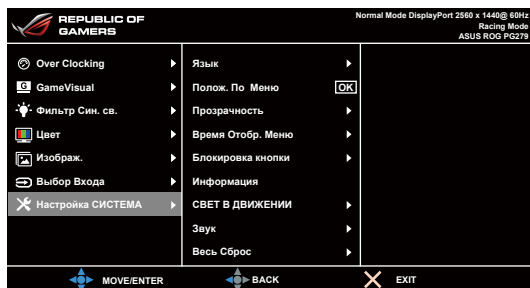 REPUBLIC OF
GAMERS
Normal Mode DisplayPort 2560 x 1440@ 60Hz
Racing Mode
ASUS ROG PG279
Over Clocking
GameVisual
Фильтр Син. св.
Цвет
Изображ.
Выбор Входа
Настройка СИСТЕМА
Язык
Полож. По Меню OK
Прозрачность
Время Отобр. Меню
Блокировка кнопки
Информация
СВЕТ В ДВИЖЕНИИ
Звук
Весь Сброс
MOVE/ENTER
BACK
EXIT